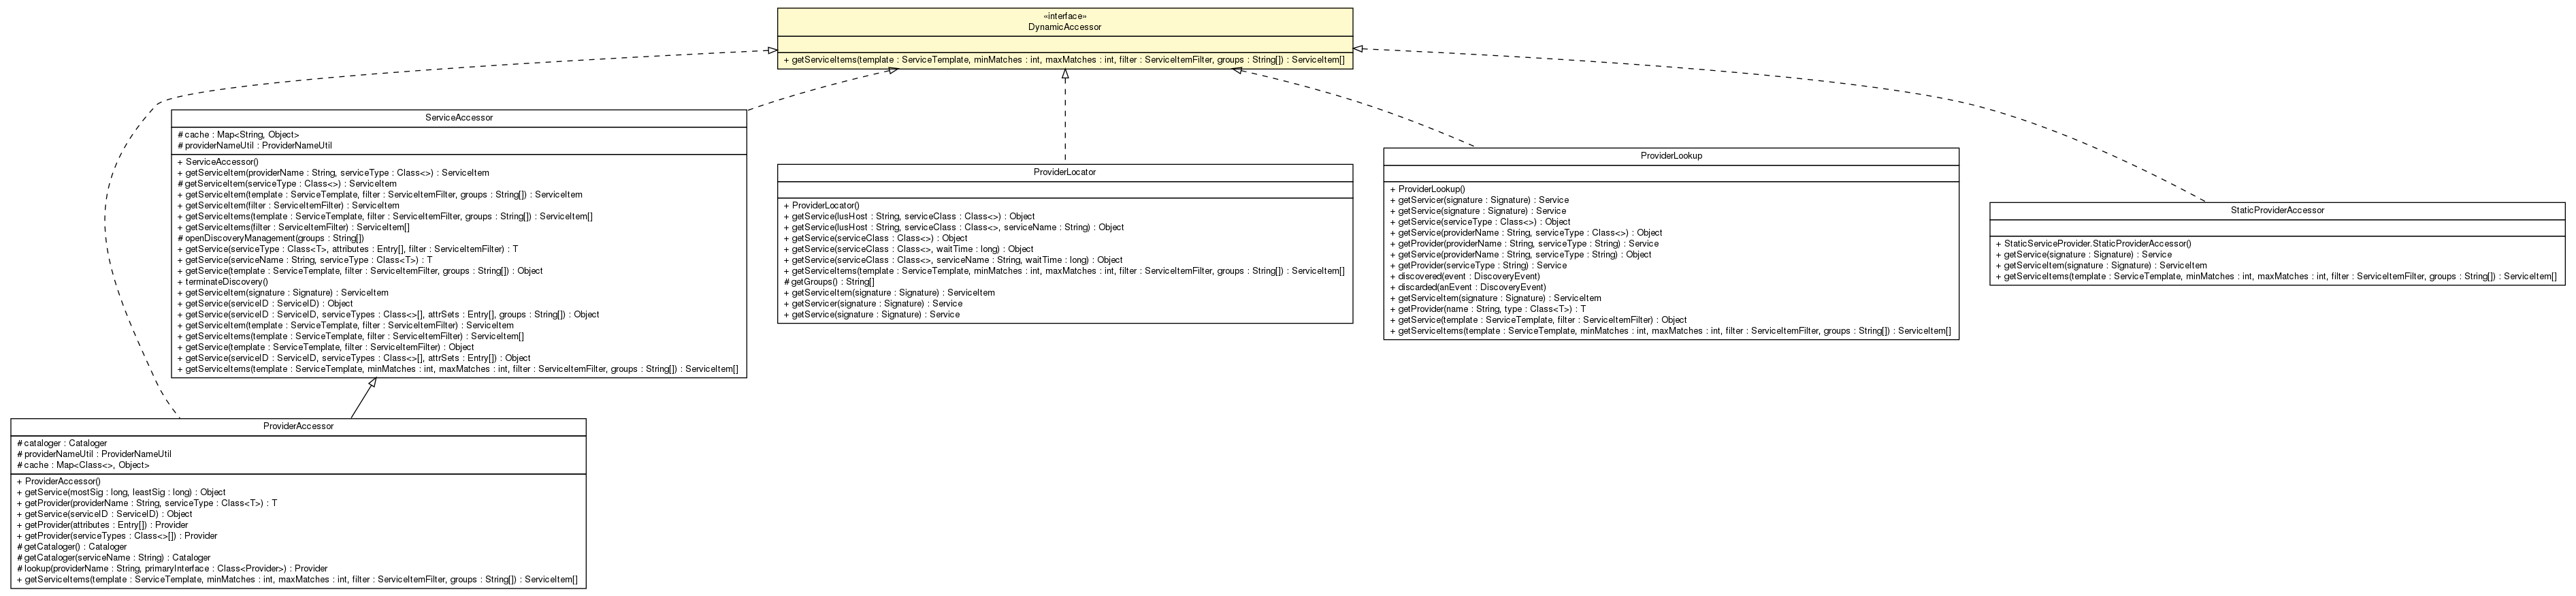 «interface»
DynamicAccessor
+ getServiceItems(template : ServiceTemplate, minMatches : int, maxMatches : int, filter : ServiceItemFilter, groups : String[]) : ServiceItem[]
ServiceAccessor
# cache : Map<String, Object>
# providerNameUtil : ProviderNameUtil
+ ServiceAccessor()
+ getServiceItem(providerName : String, serviceType : Class<>) : ServiceItem
# getServiceItem(serviceType : Class<>) : ServiceItem
+ getServiceItem(template : ServiceTemplate, filter : ServiceItemFilter, groups : String[]) : ServiceItem
+ getServiceItem(filter : ServiceItemFilter) : ServiceItem
+ getServiceItems(template : ServiceTemplate, filter : ServiceItemFilter, groups : String[]) : ServiceItem[]
+ getServiceItems(filter : ServiceItemFilter) : ServiceItem[]
# openDiscoveryManagement(groups : String[])
+ getService(serviceType : Class<T>, attributes : Entry[], filter : ServiceItemFilter) : T
+ getService(serviceName : String, serviceType : Class<T>) : T
+ getService(template : ServiceTemplate, filter : ServiceItemFilter, groups : String[]) : Object
+ terminateDiscovery()
+ getServiceItem(signature : Signature) : ServiceItem
+ getService(serviceID : ServiceID) : Object
+ getService(serviceID : ServiceID, serviceTypes : Class<>[], attrSets : Entry[], groups : String[]) : Object
+ getServiceItem(template : ServiceTemplate, filter : ServiceItemFilter) : ServiceItem
+ getServiceItems(template : ServiceTemplate, filter : ServiceItemFilter) : ServiceItem[]
+ getService(template : ServiceTemplate, filter : ServiceItemFilter) : Object
+ getService(serviceID : ServiceID, serviceTypes : Class<>[], attrSets : Entry[]) : Object
+ getServiceItems(template : ServiceTemplate, minMatches : int, maxMatches : int, filter : ServiceItemFilter, groups : String[]) : ServiceItem[]
ProviderLocator
+ ProviderLocator()
+ getService(lusHost : String, serviceClass : Class<>) : Object
+ getService(lusHost : String, serviceClass : Class<>, serviceName : String) : Object
+ getService(serviceClass : Class<>) : Object
+ getService(serviceClass : Class<>, waitTime : long) : Object
+ getService(serviceClass : Class<>, serviceName : String, waitTime : long) : Object
+ getServiceItems(template : ServiceTemplate, minMatches : int, maxMatches : int, filter : ServiceItemFilter, groups : String[]) : ServiceItem[]
# getGroups() : String[]
+ getServiceItem(signature : Signature) : ServiceItem
+ getServicer(signature : Signature) : Service
+ getService(signature : Signature) : Service
ProviderLookup
+ ProviderLookup()
+ getServicer(signature : Signature) : Service
+ getService(signature : Signature) : Service
+ getService(serviceType : Class<>) : Object
+ getService(providerName : String, serviceType : Class<>) : Object
+ getProvider(providerName : String, serviceType : String) : Service
+ getService(providerName : String, serviceType : String) : Object
+ getProvider(serviceType : String) : Service
+ discovered(event : DiscoveryEvent)
+ discarded(anEvent : DiscoveryEvent)
+ getServiceItem(signature : Signature) : ServiceItem
+ getProvider(name : String, type : Class<T>) : T
+ getService(template : ServiceTemplate, filter : ServiceItemFilter) : Object
+ getServiceItems(template : ServiceTemplate, minMatches : int, maxMatches : int, filter : ServiceItemFilter, groups : String[]) : ServiceItem[]
StaticProviderAccessor
+ StaticServiceProvider.StaticProviderAccessor()
+ getService(signature : Signature) : Service
+ getServiceItem(signature : Signature) : ServiceItem
+ getServiceItems(template : ServiceTemplate, minMatches : int, maxMatches : int, filter : ServiceItemFilter, groups : String[]) : ServiceItem[]
ProviderAccessor
# cataloger : Cataloger
# providerNameUtil : ProviderNameUtil
# cache : Map<Class<>, Object>
+ ProviderAccessor()
+ getService(mostSig : long, leastSig : long) : Object
+ getProvider(providerName : String, serviceType : Class<T>) : T
+ getService(serviceID : ServiceID) : Object
+ getProvider(attributes : Entry[]) : Provider
+ getProvider(serviceTypes : Class<>[]) : Provider
# getCataloger() : Cataloger
# getCataloger(serviceName : String) : Cataloger
# lookup(providerName : String, primaryInterface : Class<Provider>) : Provider
+ getServiceItems(template : ServiceTemplate, minMatches : int, maxMatches : int, filter : ServiceItemFilter, groups : String[]) : ServiceItem[]